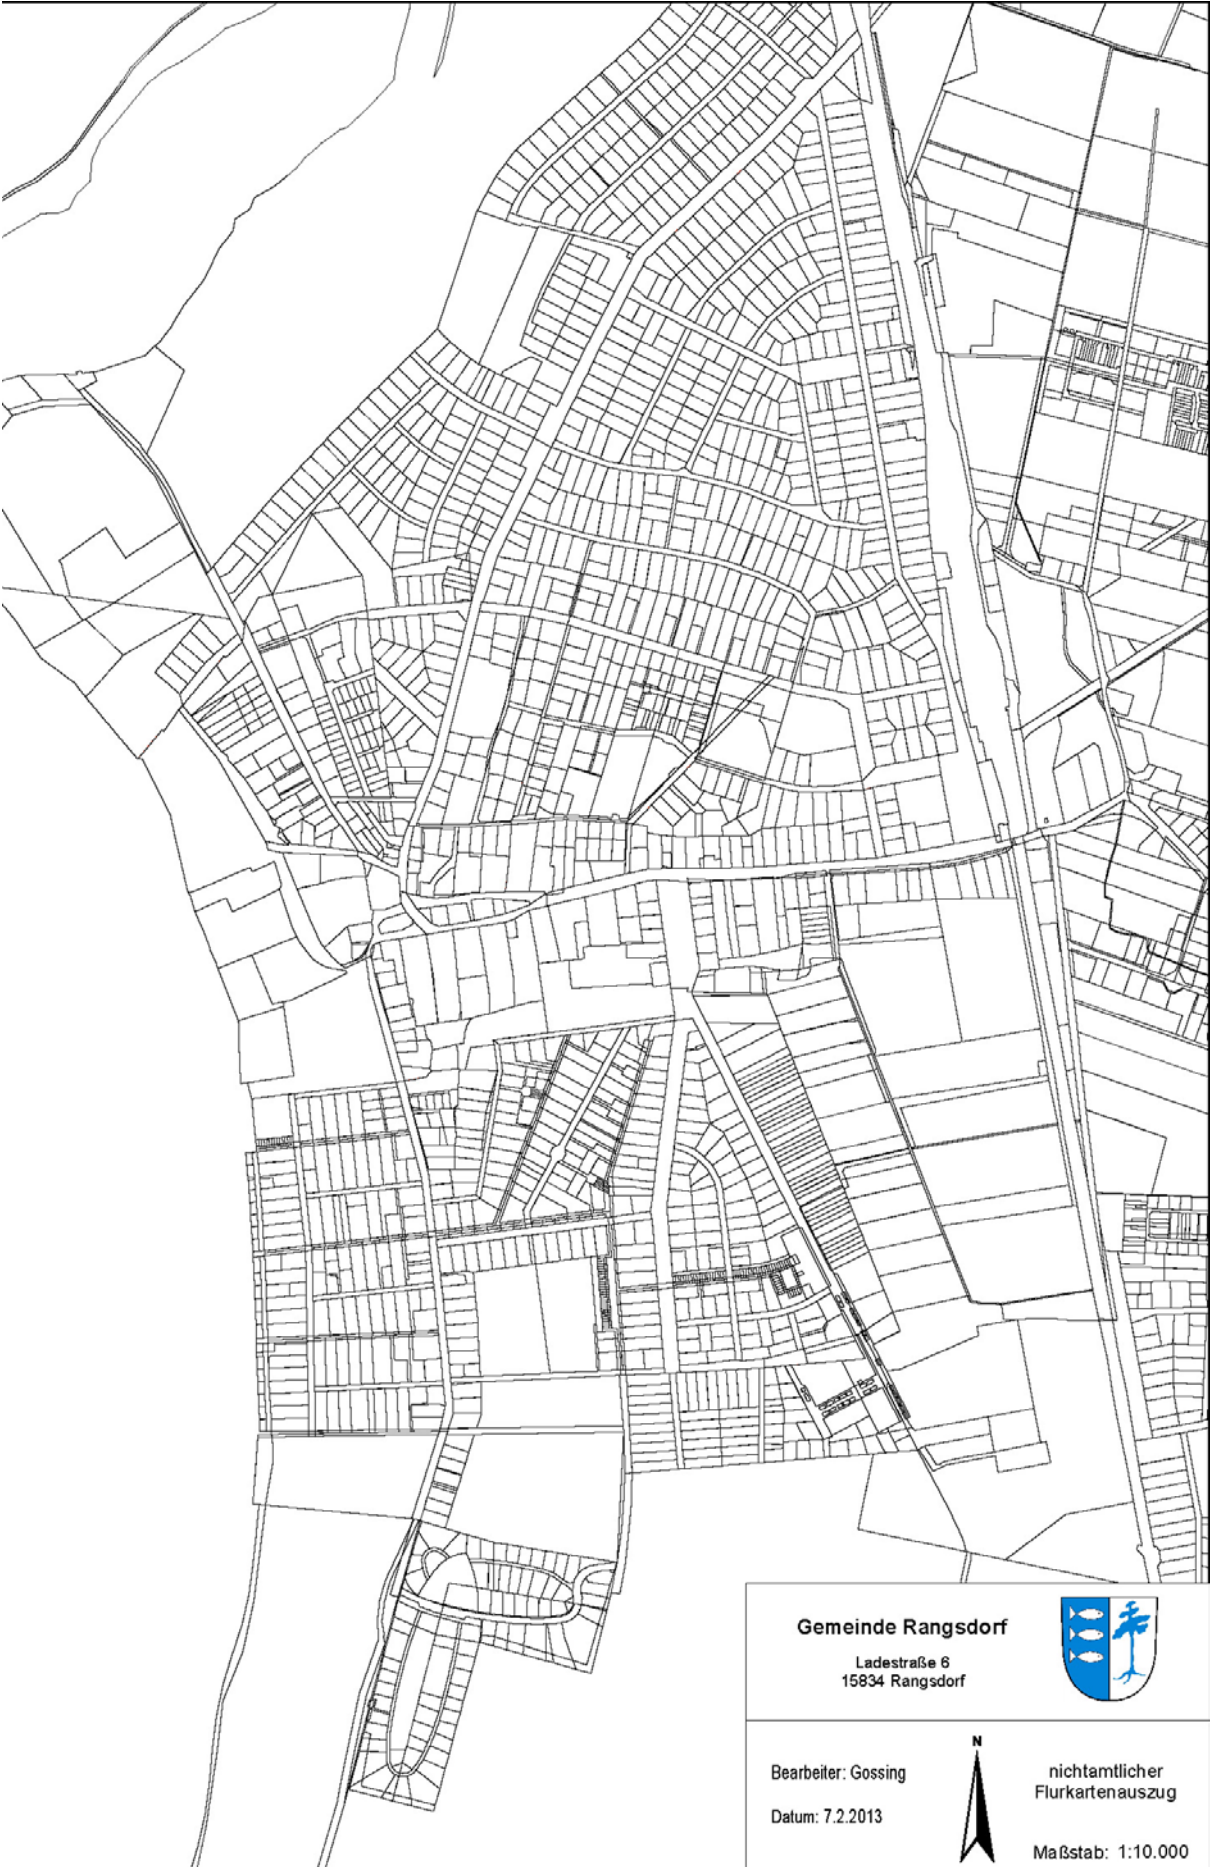 Gemeinde Rangsdorf
Ladestraße 6
15834 Rangsdorf
N
Bearbeiter: Gossing
Datum: 7.2.2013
nichtamtlicher
Flurkartenauszug
Maßstab: 1:10.000